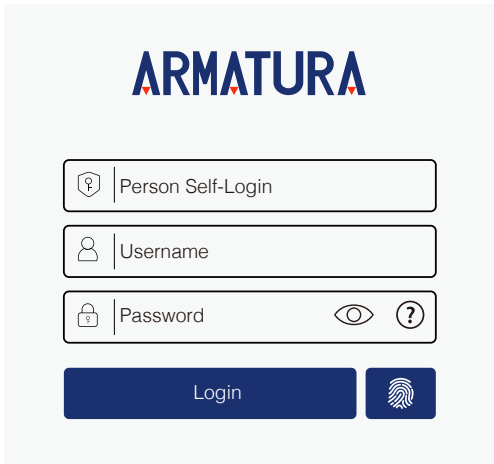 ARMATURA
Person Self-Login
Username
Password ?
Login